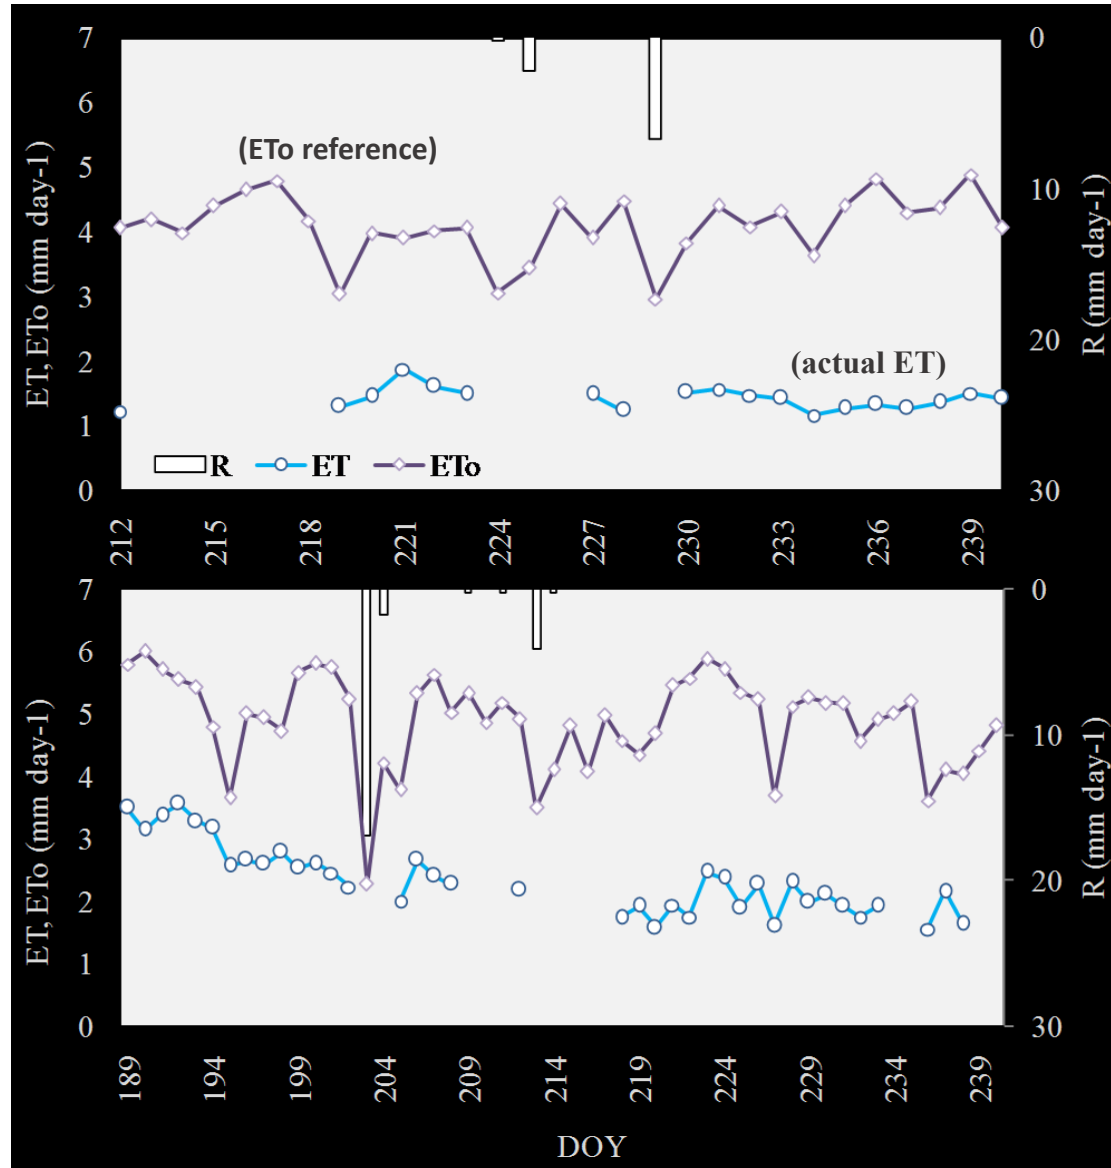 7
6
5
4
3
2
1
0
ET, ETo (mm day-1)
(ETo reference)
(actual ET)
R ET ETo
0
10
20
30
R (mm day-1)
212 215 218 221 224 227 230 233 236 239
7
6
5
4
3
2
1
0
ET, ETo (mm day-1)
0
10
20
30
R (mm day-1)
189 194 199 204 209 214 219 224 229 234 239
DOY